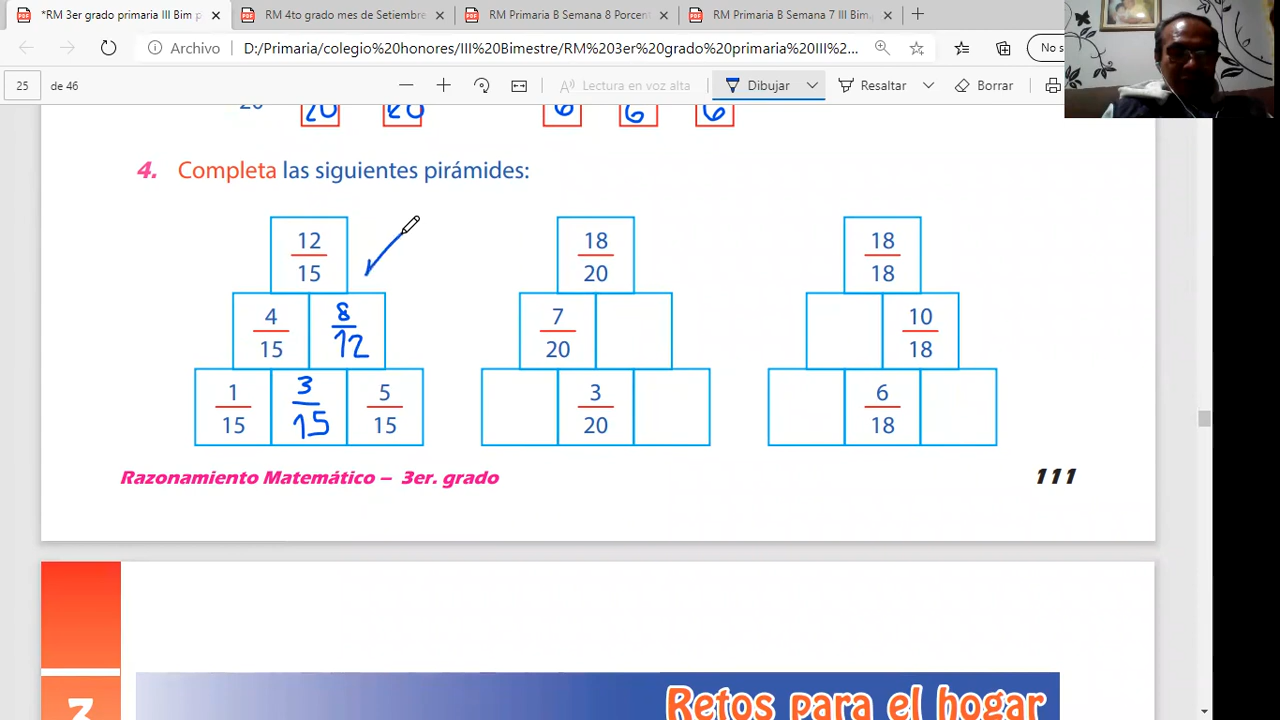 *RM 3er grado primaria III Bim p
RM 4to grado mes de Setiembre
RM Primaria B Semana 8 Porcent
RM Primaria B Semana 7 III Bim.
Archivo
D:/Primaria/colegio%20honores/III%20Bimestre/RM%203er%20grado%20primaria%20III%2...
No s
25 de 46
Lectura en voz alta
Dibujar
Resaltar
Borrar
20 20 20 6 6 6
4. Completa las siguientes pirámides:
12/15
4/15 8/12
1/15 3/15 5/15
18/20
7/20
3/20
18/18
10/18
6/18
Razonamiento Matemático – 3er. grado
111
3
Retos para el hogar